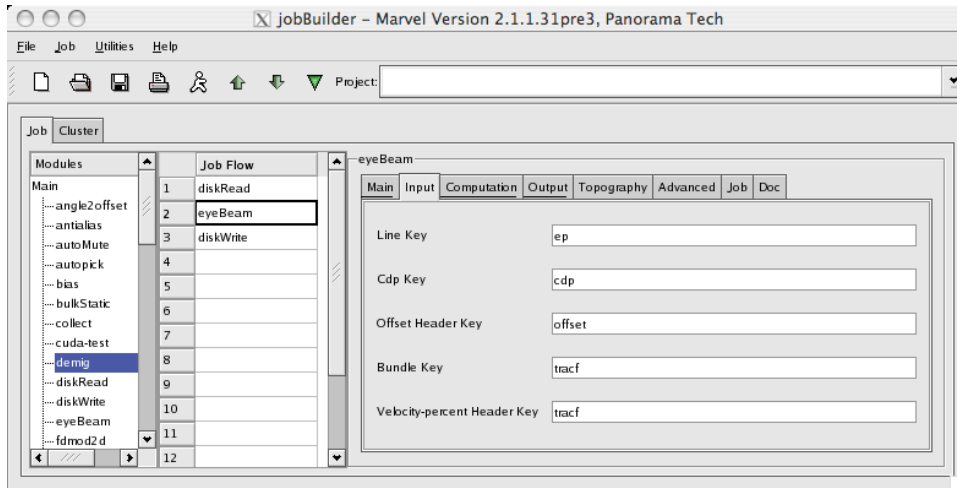 jobBuilder – Marvel Version 2.1.1.31pre3, Panorama Tech
File Job Utilities Help
Project:
Job Cluster
Modules
Main
angle2offset
antialias
autoMute
autopick
bias
bulkStatic
collect
cuda-test
demig
diskRead
diskWrite
eyeBeam
fdmod2d
Job Flow
1 diskRead
2 eyeBeam
3 diskWrite
4
5
6
7
8
9
10
11
12
eyeBeam
Main Input Computation Output Topography Advanced Job Doc
Line Key ep
Cdp Key cdp
Offset Header Key offset
Bundle Key tracf
Velocity-percent Header Key tracf